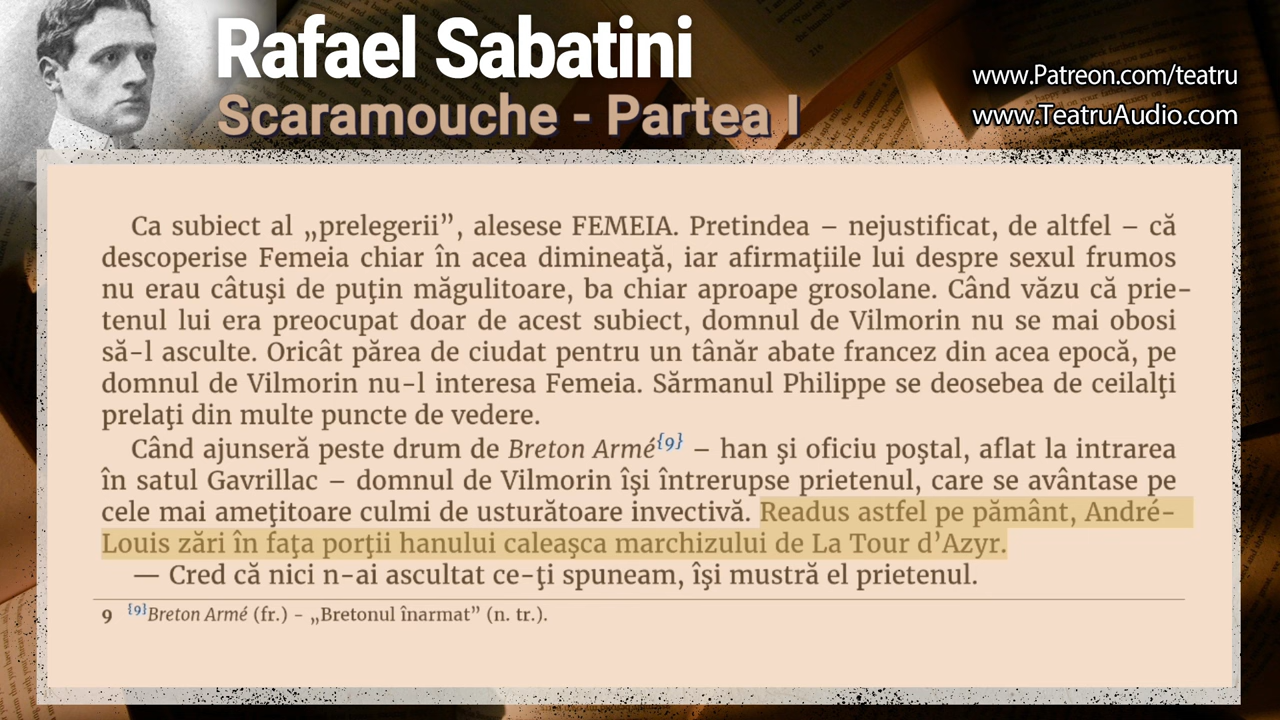 Rafael Sabatini
Scaramouche - Partea I
www.Patreon.com/teatru
www.TeatruAudio.com
Ca subiect al „prelegerii”, alesese FEMEIA. Pretindea – nejustificat, de altfel – că
descoperise Femeia chiar în acea dimineaţă, iar afirmaţiile lui despre sexul frumos
nu erau câtuşi de puţin măgulitoare, ba chiar aproape grosolane. Când văzu că prie-
tenul lui era preocupat doar de acest subiect, domnul de Vilmorin nu se mai obosi
să-l asculte. Oricât părea de ciudat pentru un tânăr abate francez din acea epocă, pe
domnul de Vilmorin nu-l interesa Femeia. Sărmanul Philippe se deosebea de ceilalţi
prelaţi din multe puncte de vedere.
Când ajunseră peste drum de Breton Armé{9} – han şi oficiu poştal, aflat la intrarea
în satul Gavrillac – domnul de Vilmorin îşi întrerupse prietenul, care se avântase pe
cele mai ameţitoare culmi de usturătoare invectivă. Readus astfel pe pământ, André-
Louis zări în faţa porţii hanului caleaşca marchizului de La Tour d’Azyr.
— Cred că nici n-ai ascultat ce-ţi spuneam, îşi mustră el prietenul.
9 {9}Breton Armé (fr.) - „Bretonul înarmat” (n. tr.).